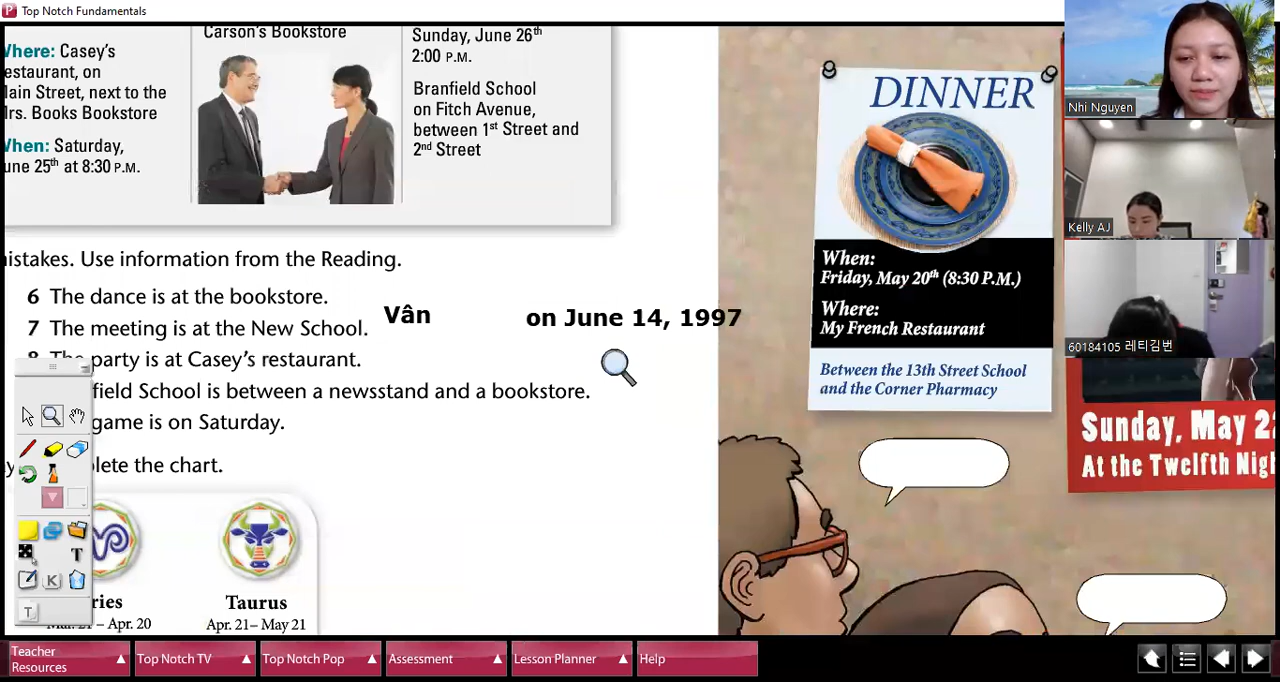 Top Notch Fundamentals
Where: Casey's
restaurant, on
Main Street, next to the
Mrs. Books Bookstore
When: Saturday,
June 25th at 8:30 P.M.
Carson's Bookstore
Sunday, June 26th
2:00 P.M.
Branfield School
on Fitch Avenue,
between 1st Street and
2nd Street
mistakes. Use information from the Reading.
6 The dance is at the bookstore.
7 The meeting is at the New School.
8 The party is at Casey's restaurant.
field School is between a newsstand and a bookstore.
game is on Saturday.
plete the chart.
Vân on June 14, 1997
ries
Mar. 21 – Apr. 20
Taurus
Apr. 21– May 21
DINNER
When:
Friday, May 20th (8:30 P.M.)
Where:
My French Restaurant
Between the 13th Street School
and the Corner Pharmacy
Sunday, May 2
At the Twelfth Nig
Nhi Nguyen
Kelly AJ
60184105 레티김번
T
K
T
Teacher
Resources
Top Notch TV
Top Notch Pop
Assessment
Lesson Planner
Help